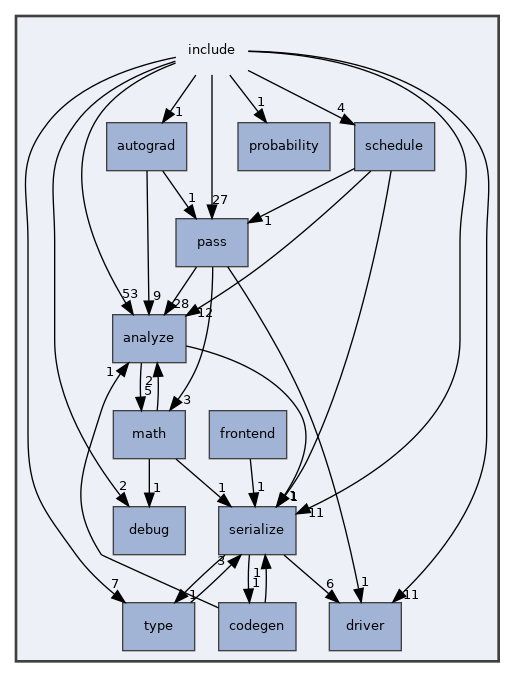 include
1
1
4
autograd
probability
schedule
1
27
1
pass
53
9
28
12
analyze
1
2
5
3
math
frontend
2
1
1
1
1
11
debug
serialize
3
1
1
7
1
6
1
11
type
codegen
driver